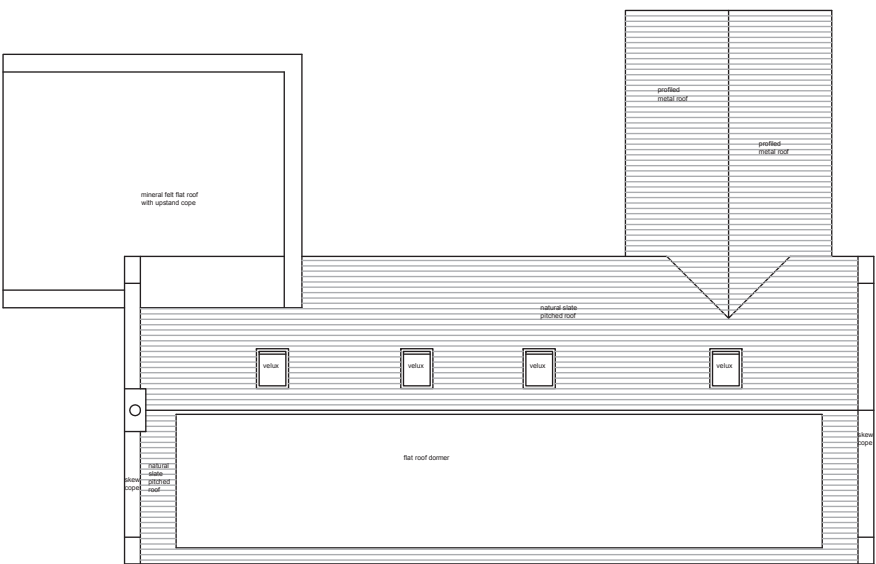 profiled
metal roof
profiled
metal roof
mineral felt flat roof
with upstand cope
natural slate
pitched roof
velux
velux
velux
velux
skew
cope
flat roof dormer
natural
slate
pitched
roof
skew
cope